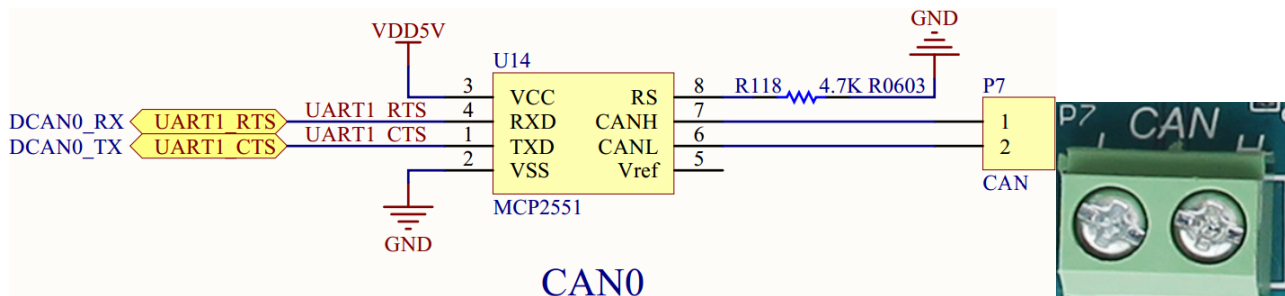 VDD5V
GND
U14
R118 4.7K R0603
P7
3 VCC RS 8
DCAN0_RX UART1_RTS UART1_RTS 4 RXD CANH 7 1
DCAN0_TX UART1_CTS UART1_CTS 1 TXD CANL 6 2
2 VSS Vref 5
MCP2551
CAN
GND
CAN0
P7 CAN
L H